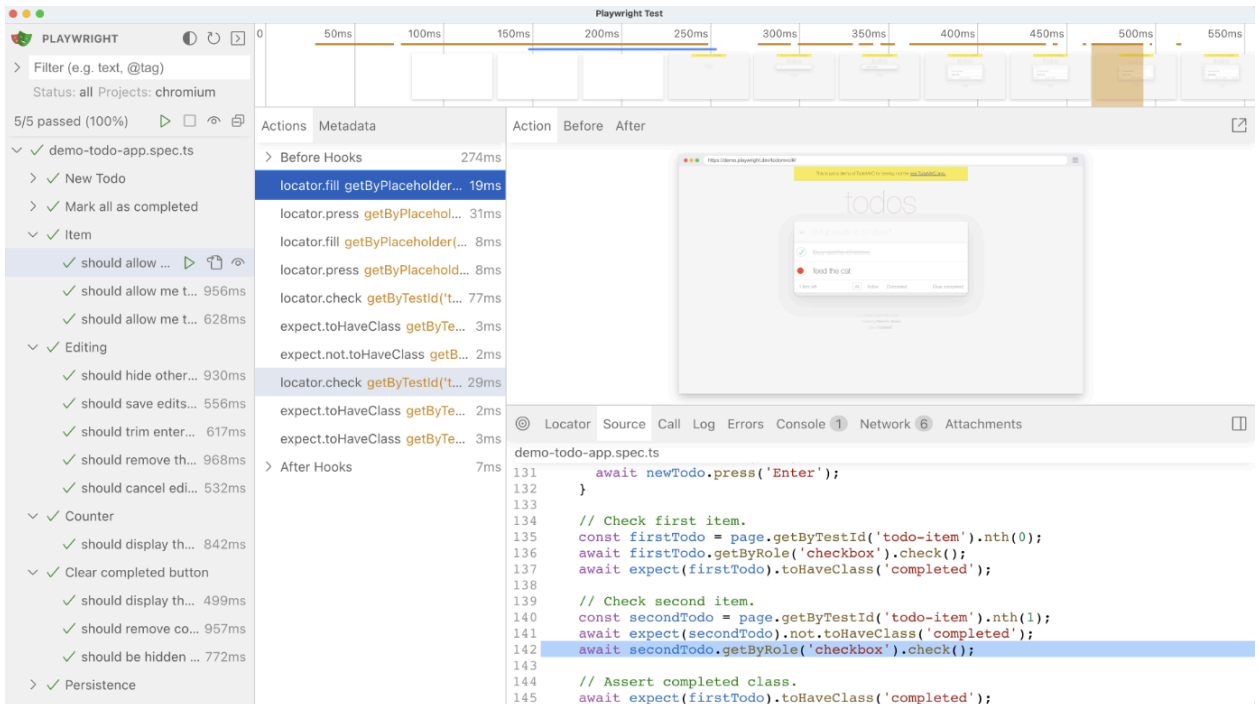 Playwright Test
PLAYWRIGHT
Filter (e.g. text, @tag)
Status: all Projects: chromium
5/5 passed (100%)
demo-todo-app.spec.ts
New Todo
Mark all as completed
Item
should allow ...
should allow me t... 956ms
should allow me t... 628ms
Editing
should hide other... 930ms
should save edits... 556ms
should trim enter... 617ms
should remove th... 968ms
should cancel edi... 532ms
Counter
should display th... 842ms
Clear completed button
should display th... 499ms
should remove co... 957ms
should be hidden ... 772ms
Persistence
0 50ms 100ms 150ms 200ms 250ms 300ms 350ms 400ms 450ms 500ms 550ms
Actions Metadata
Before Hooks 274ms
locator.fill getByPlaceholder... 19ms
locator.press getByPlacehol... 31ms
locator.fill getByPlaceholder(... 8ms
locator.press getByPlacehold... 8ms
locator.check getByTestId('t... 77ms
expect.toHaveClass getByTe... 3ms
expect.not.toHaveClass getB... 2ms
locator.check getByTestId('t... 29ms
expect.toHaveClass getByTe... 2ms
expect.toHaveClass getByTe... 3ms
After Hooks 7ms
Action Before After
todos
feed the cat
1 item left All Active Completed Clear completed
Locator Source Call Log Errors Console 1 Network 6 Attachments
demo-todo-app.spec.ts
131 await newTodo.press('Enter');
132 }
133
134 // Check first item.
135 const firstTodo = page.getByTestId('todo-item').nth(0);
136 await firstTodo.getByRole('checkbox').check();
137 await expect(firstTodo).toHaveClass('completed');
138
139 // Check second item.
140 const secondTodo = page.getByTestId('todo-item').nth(1);
141 await expect(secondTodo).not.toHaveClass('completed');
142 await secondTodo.getByRole('checkbox').check();
143
144 // Assert completed class.
145 await expect(firstTodo).toHaveClass('completed');